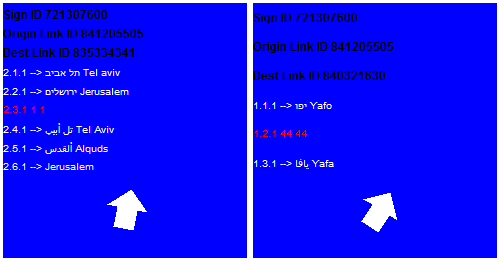 Sign ID 721307600
Origin Link ID 841205505
Dest Link ID 835334341
2.1.1 --> תל אביב Tel aviv
2.2.1 --> ירושלים Jerusalem
2.3.1 1 1
2.4.1 --> تل أبيب Tel Aviv
2.5.1 --> ألقدس Alquds
2.6.1 --> Jerusalem
Sign ID 721307600
Origin Link ID 841205505
Dest Link ID 840321630
1.1.1 --> יפו Yafo
1.2.1 44 44
1.3.1 --> يافا Yafa